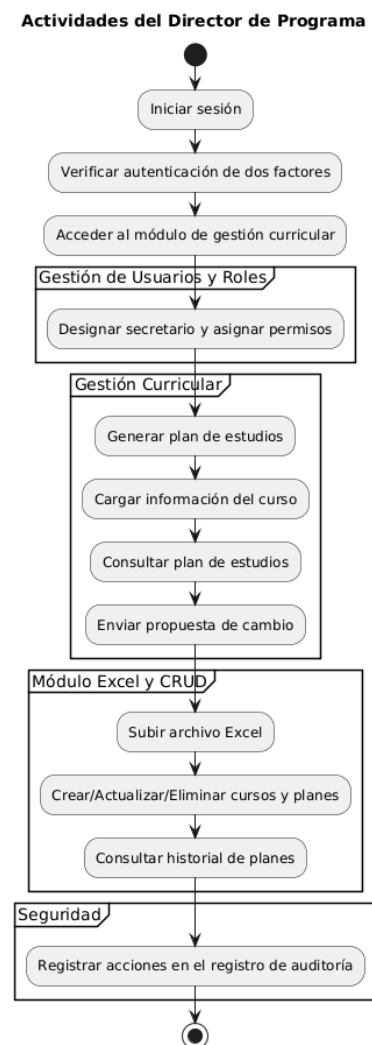 Actividades del Director de Programa
Iniciar sesión
Verificar autenticación de dos factores
Acceder al módulo de gestión curricular
Gestión de Usuarios y Roles
Designar secretario y asignar permisos
Gestión Curricular
Generar plan de estudios
Cargar información del curso
Consultar plan de estudios
Enviar propuesta de cambio
Módulo Excel y CRUD
Subir archivo Excel
Crear/Actualizar/Eliminar cursos y planes
Consultar historial de planes
Seguridad
Registrar acciones en el registro de auditoría